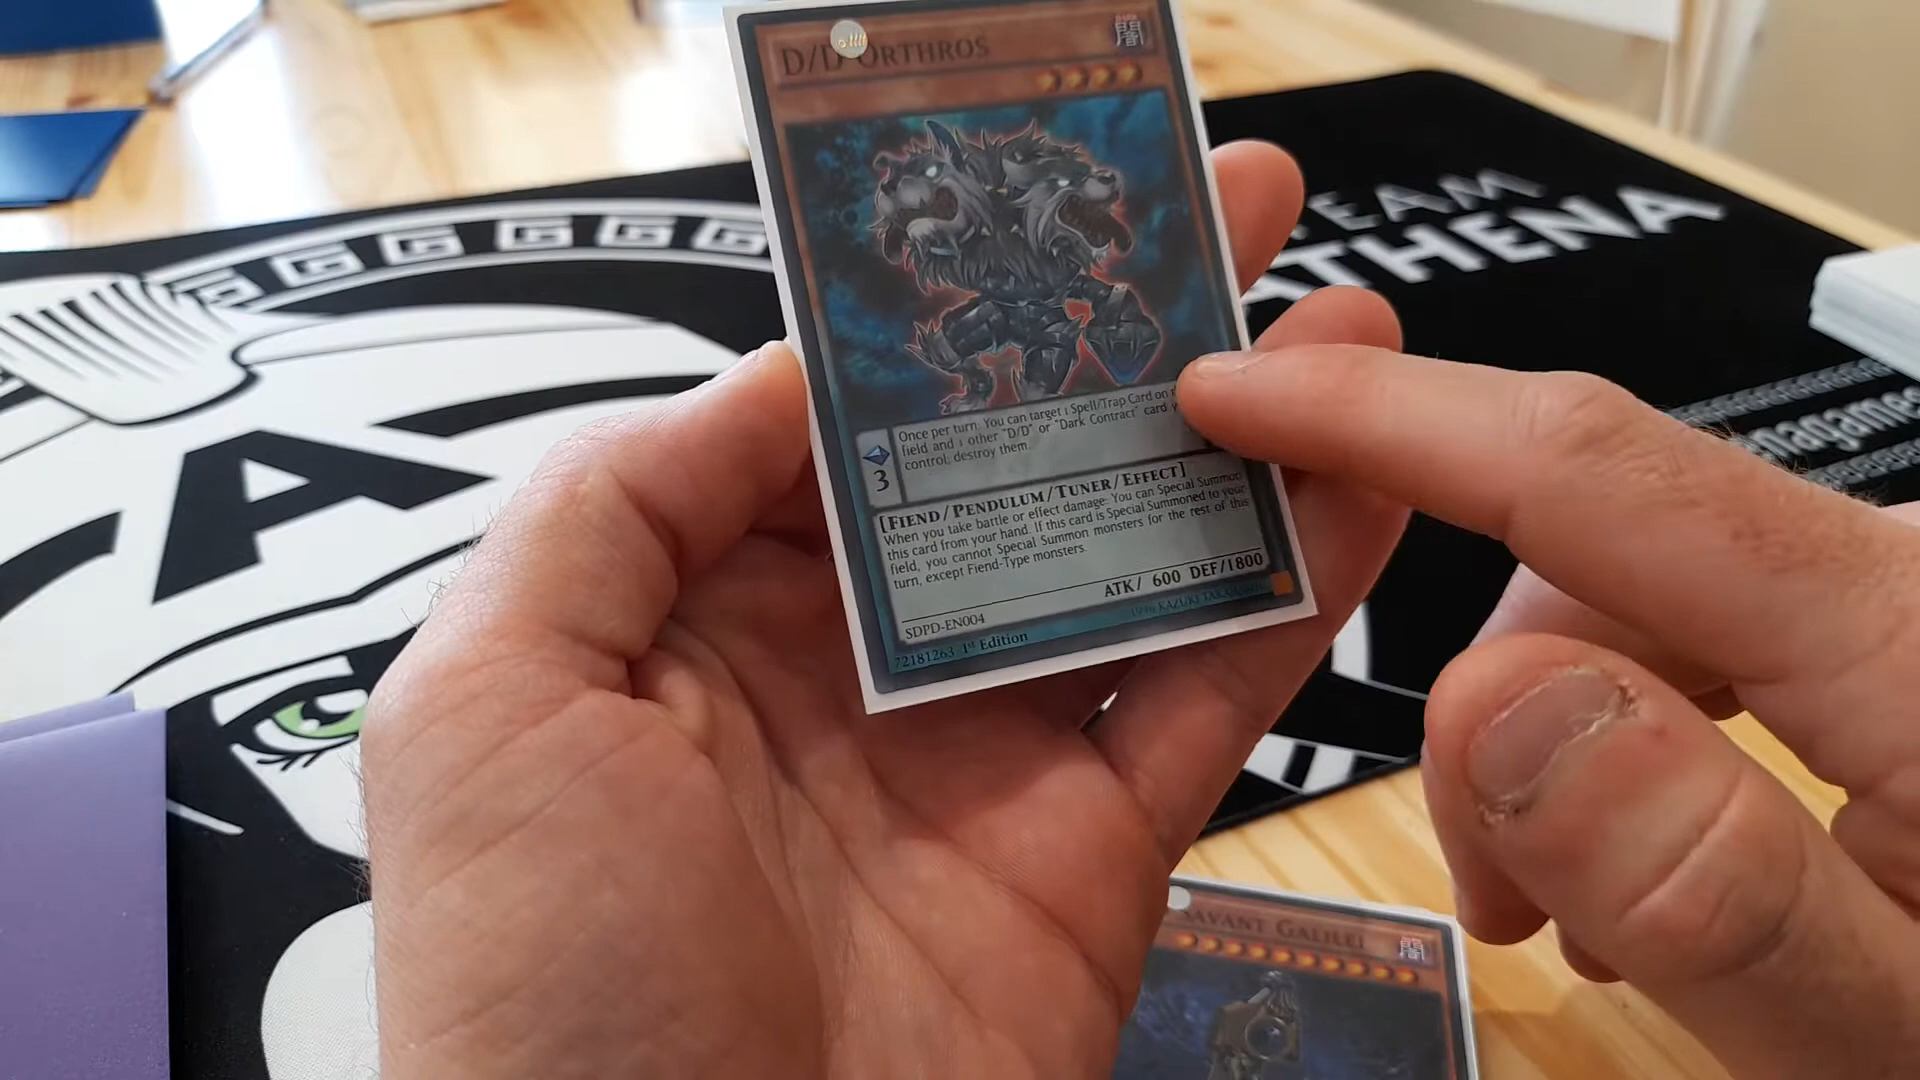 D/D ORTHROS
闇
Once per turn: You can target 1 Spell/Trap Card on
field and 1 other "D/D" or "Dark Contract" card
control; destroy them.
3
[FIEND/PENDULUM/TUNER/EFFECT]
When you take battle or effect damage: You can Special Summon
this card from your hand. If this card is Special Summoned to your
field, you cannot Special Summon monsters for the rest of this
turn, except Fiend-Type monsters.
ATK/ 600 DEF/1800
SDPD-EN004
72181263 1st Edition
1996 KAZUKI TAKAHASHI
TEAM
ATHENA
SAVANT GALILEI
闇